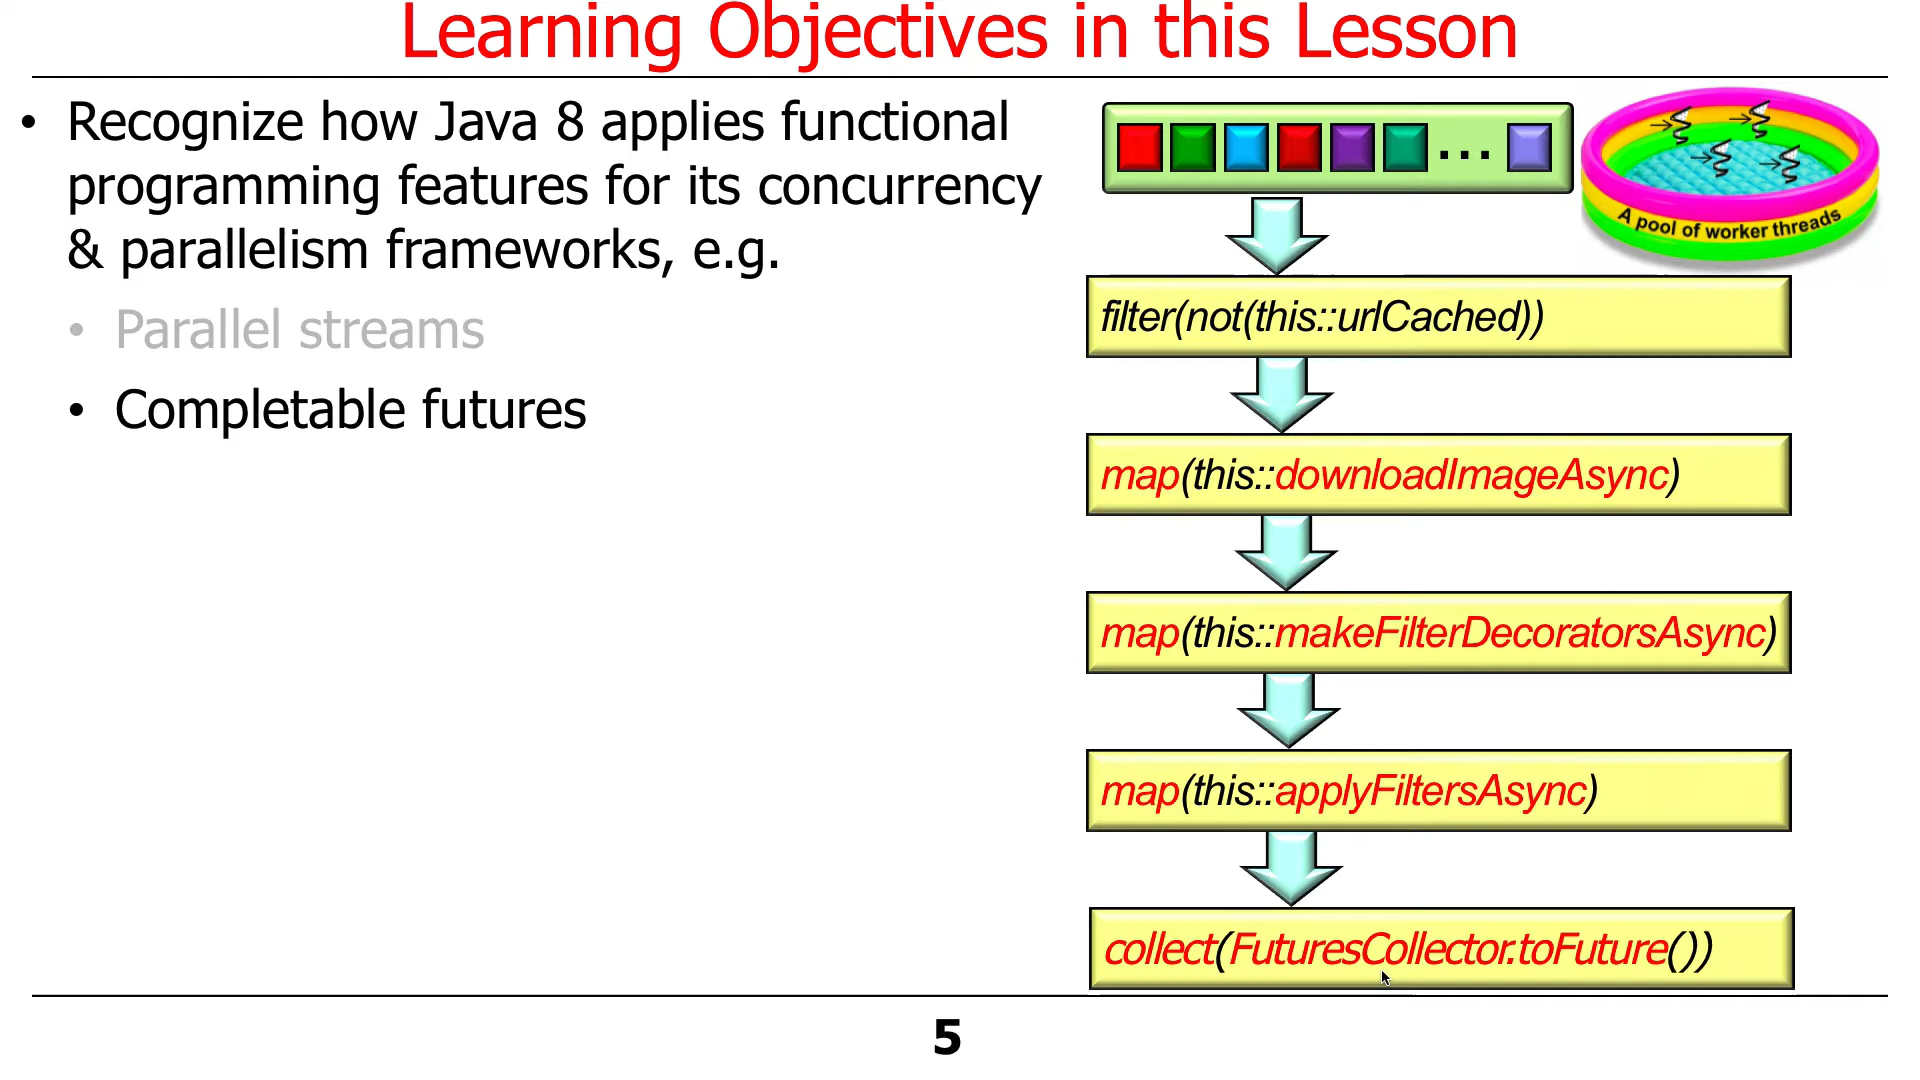 Learning Objectives in this Lesson
• Recognize how Java 8 applies functional
programming features for its concurrency
& parallelism frameworks, e.g.
• Parallel streams
• Completable futures
...
A pool of worker threads
filter(not(this::urlCached))
map(this::downloadImageAsync)
map(this::makeFilterDecoratorsAsync)
map(this::applyFiltersAsync)
collect(FuturesCollector.toFuture())
5